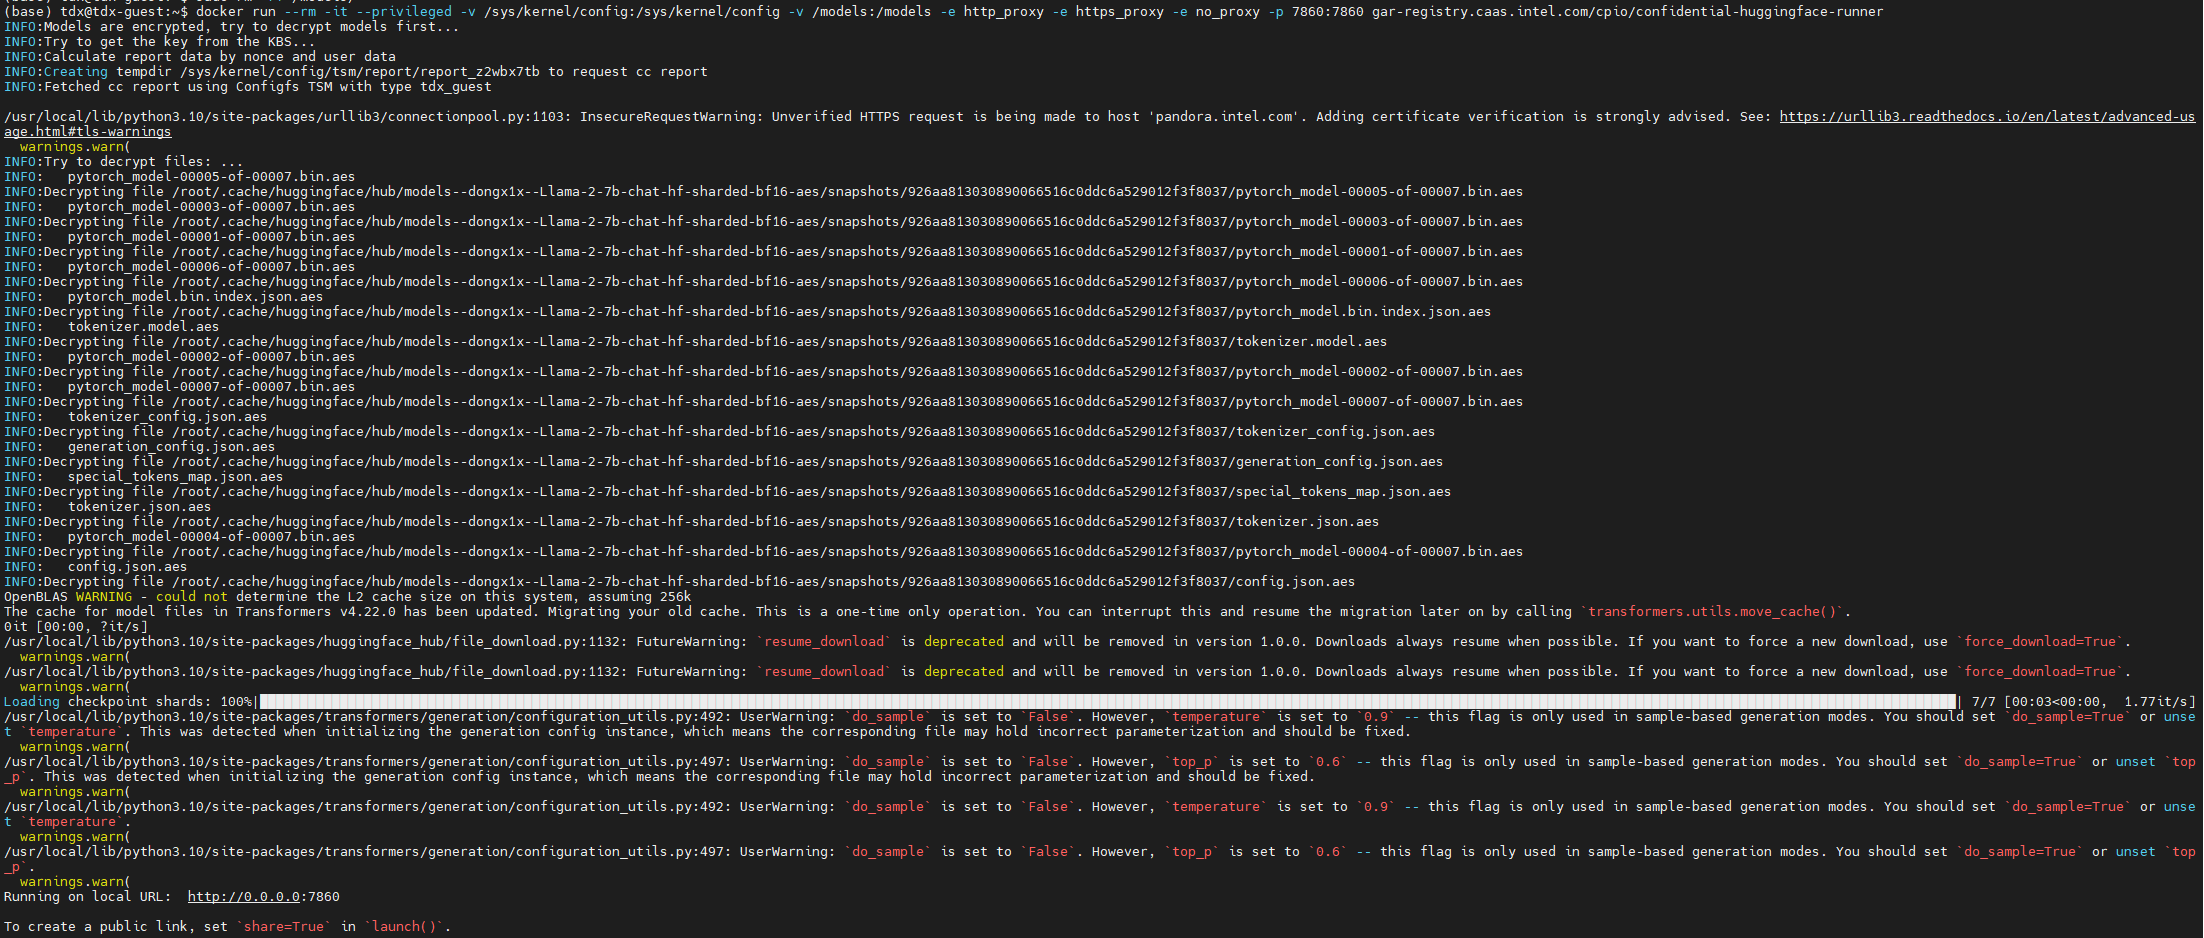 (base) tdx@tdx-guest:~$ docker run --rm -it --privileged -v /sys/kernel/config:/sys/kernel/config -v /models:/models -e http_proxy -e https_proxy -e no_proxy -p 7860:7860 gar-registry.caas.intel.com/cpio/confidential-huggingface-runner
INFO:Models are encrypted, try to decrypt models first...
INFO:Try to get the key from the KBS...
INFO:Calculate report data by nonce and user data
INFO:Creating tempdir /sys/kernel/config/tsm/report/report_z2wbx7tb to request cc report
INFO:Fetched cc report using Configfs TSM with type tdx_guest
/usr/local/lib/python3.10/site-packages/urllib3/connectionpool.py:1103: InsecureRequestWarning: Unverified HTTPS request is being made to host 'pandora.intel.com'. Adding certificate verification is strongly advised. See: https://urllib3.readthedocs.io/en/latest/advanced-us
age.html#tls-warnings
  warnings.warn(
INFO:Try to decrypt files: ...
INFO:   pytorch_model-00005-of-00007.bin.aes
INFO:Decrypting file /root/.cache/huggingface/hub/models--dongx1x--Llama-2-7b-chat-hf-sharded-bf16-aes/snapshots/926aa813030890066516c0ddc6a529012f3f8037/pytorch_model-00005-of-00007.bin.aes
INFO:   pytorch_model-00003-of-00007.bin.aes
INFO:Decrypting file /root/.cache/huggingface/hub/models--dongx1x--Llama-2-7b-chat-hf-sharded-bf16-aes/snapshots/926aa813030890066516c0ddc6a529012f3f8037/pytorch_model-00003-of-00007.bin.aes
INFO:   pytorch_model-00001-of-00007.bin.aes
INFO:Decrypting file /root/.cache/huggingface/hub/models--dongx1x--Llama-2-7b-chat-hf-sharded-bf16-aes/snapshots/926aa813030890066516c0ddc6a529012f3f8037/pytorch_model-00001-of-00007.bin.aes
INFO:   pytorch_model-00006-of-00007.bin.aes
INFO:Decrypting file /root/.cache/huggingface/hub/models--dongx1x--Llama-2-7b-chat-hf-sharded-bf16-aes/snapshots/926aa813030890066516c0ddc6a529012f3f8037/pytorch_model-00006-of-00007.bin.aes
INFO:   pytorch_model.bin.index.json.aes
INFO:Decrypting file /root/.cache/huggingface/hub/models--dongx1x--Llama-2-7b-chat-hf-sharded-bf16-aes/snapshots/926aa813030890066516c0ddc6a529012f3f8037/pytorch_model.bin.index.json.aes
INFO:   tokenizer.model.aes
INFO:Decrypting file /root/.cache/huggingface/hub/models--dongx1x--Llama-2-7b-chat-hf-sharded-bf16-aes/snapshots/926aa813030890066516c0ddc6a529012f3f8037/tokenizer.model.aes
INFO:   pytorch_model-00002-of-00007.bin.aes
INFO:Decrypting file /root/.cache/huggingface/hub/models--dongx1x--Llama-2-7b-chat-hf-sharded-bf16-aes/snapshots/926aa813030890066516c0ddc6a529012f3f8037/pytorch_model-00002-of-00007.bin.aes
INFO:   pytorch_model-00007-of-00007.bin.aes
INFO:Decrypting file /root/.cache/huggingface/hub/models--dongx1x--Llama-2-7b-chat-hf-sharded-bf16-aes/snapshots/926aa813030890066516c0ddc6a529012f3f8037/pytorch_model-00007-of-00007.bin.aes
INFO:   tokenizer_config.json.aes
INFO:Decrypting file /root/.cache/huggingface/hub/models--dongx1x--Llama-2-7b-chat-hf-sharded-bf16-aes/snapshots/926aa813030890066516c0ddc6a529012f3f8037/tokenizer_config.json.aes
INFO:   generation_config.json.aes
INFO:Decrypting file /root/.cache/huggingface/hub/models--dongx1x--Llama-2-7b-chat-hf-sharded-bf16-aes/snapshots/926aa813030890066516c0ddc6a529012f3f8037/generation_config.json.aes
INFO:   special_tokens_map.json.aes
INFO:Decrypting file /root/.cache/huggingface/hub/models--dongx1x--Llama-2-7b-chat-hf-sharded-bf16-aes/snapshots/926aa813030890066516c0ddc6a529012f3f8037/special_tokens_map.json.aes
INFO:   tokenizer.json.aes
INFO:Decrypting file /root/.cache/huggingface/hub/models--dongx1x--Llama-2-7b-chat-hf-sharded-bf16-aes/snapshots/926aa813030890066516c0ddc6a529012f3f8037/tokenizer.json.aes
INFO:   pytorch_model-00004-of-00007.bin.aes
INFO:Decrypting file /root/.cache/huggingface/hub/models--dongx1x--Llama-2-7b-chat-hf-sharded-bf16-aes/snapshots/926aa813030890066516c0ddc6a529012f3f8037/pytorch_model-00004-of-00007.bin.aes
INFO:   config.json.aes
INFO:Decrypting file /root/.cache/huggingface/hub/models--dongx1x--Llama-2-7b-chat-hf-sharded-bf16-aes/snapshots/926aa813030890066516c0ddc6a529012f3f8037/config.json.aes
OpenBLAS WARNING - could not determine the L2 cache size on this system, assuming 256k
The cache for model files in Transformers v4.22.0 has been updated. Migrating your old cache. This is a one-time only operation. You can interrupt this and resume the migration later on by calling `transformers.utils.move_cache()`.
0it [00:00, ?it/s]
/usr/local/lib/python3.10/site-packages/huggingface_hub/file_download.py:1132: FutureWarning: `resume_download` is deprecated and will be removed in version 1.0.0. Downloads always resume when possible. If you want to force a new download, use `force_download=True`.
  warnings.warn(
/usr/local/lib/python3.10/site-packages/huggingface_hub/file_download.py:1132: FutureWarning: `resume_download` is deprecated and will be removed in version 1.0.0. Downloads always resume when possible. If you want to force a new download, use `force_download=True`.
  warnings.warn(
Loading checkpoint shards: 100%| | 7/7 [00:03<00:00,  1.77it/s]
/usr/local/lib/python3.10/site-packages/transformers/generation/configuration_utils.py:492: UserWarning: `do_sample` is set to `False`. However, `temperature` is set to `0.9` -- this flag is only used in sample-based generation modes. You should set `do_sample=True` or unse
t `temperature`. This was detected when initializing the generation config instance, which means the corresponding file may hold incorrect parameterization and should be fixed.
  warnings.warn(
/usr/local/lib/python3.10/site-packages/transformers/generation/configuration_utils.py:497: UserWarning: `do_sample` is set to `False`. However, `top_p` is set to `0.6` -- this flag is only used in sample-based generation modes. You should set `do_sample=True` or unset `top
_p`. This was detected when initializing the generation config instance, which means the corresponding file may hold incorrect parameterization and should be fixed.
  warnings.warn(
/usr/local/lib/python3.10/site-packages/transformers/generation/configuration_utils.py:492: UserWarning: `do_sample` is set to `False`. However, `temperature` is set to `0.9` -- this flag is only used in sample-based generation modes. You should set `do_sample=True` or unse
t `temperature`.
  warnings.warn(
/usr/local/lib/python3.10/site-packages/transformers/generation/configuration_utils.py:497: UserWarning: `do_sample` is set to `False`. However, `top_p` is set to `0.6` -- this flag is only used in sample-based generation modes. You should set `do_sample=True` or unset `top
_p`.
  warnings.warn(
Running on local URL:  http://0.0.0.0:7860
To create a public link, set `share=True` in `launch()`.